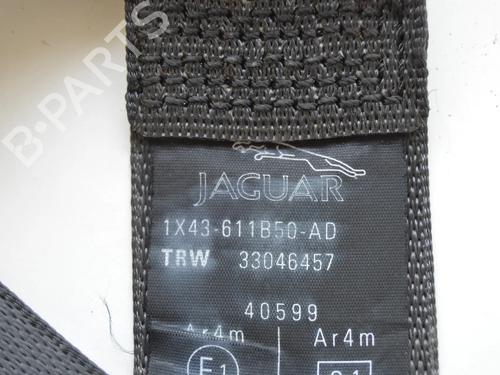 B-PARTS
JAGUAR
1X43-611B50-AD
TRW 33046457
40599
Ar4m Ar4m
E1